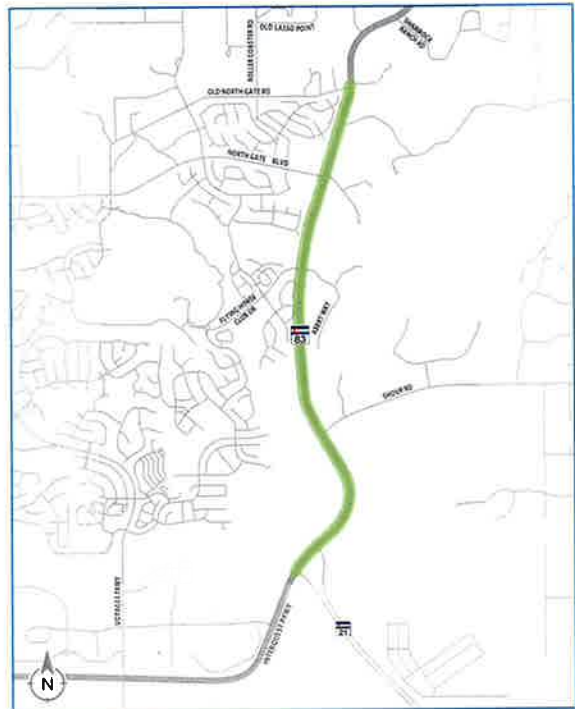 SHAMROCK
RANCH RD
OLD LASSO POINT
ROLLER COASTER RD
OLD NORTH GATE RD
NORTH GATE BLVD
FLYING HORSE
CLUB DR
ABBEY WAY
83
SHOUP RD
VOYAGER PKWY
INTERQUEST PKWY
21
N